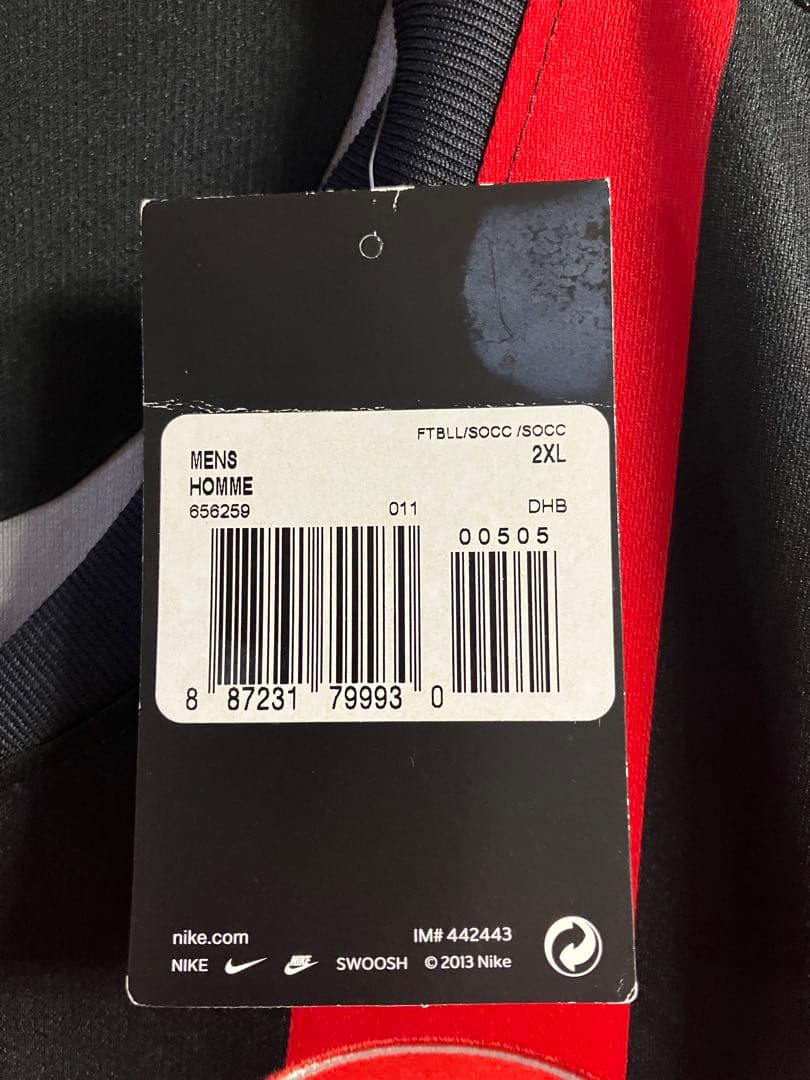 FTBLL/SOCC /SOCC
MENS 2XL
HOMME
656259 011 DHB
00505
8 87231 79993 0
nike.com IM# 442443
NIKE NIKE SWOOSH © 2013 Nike